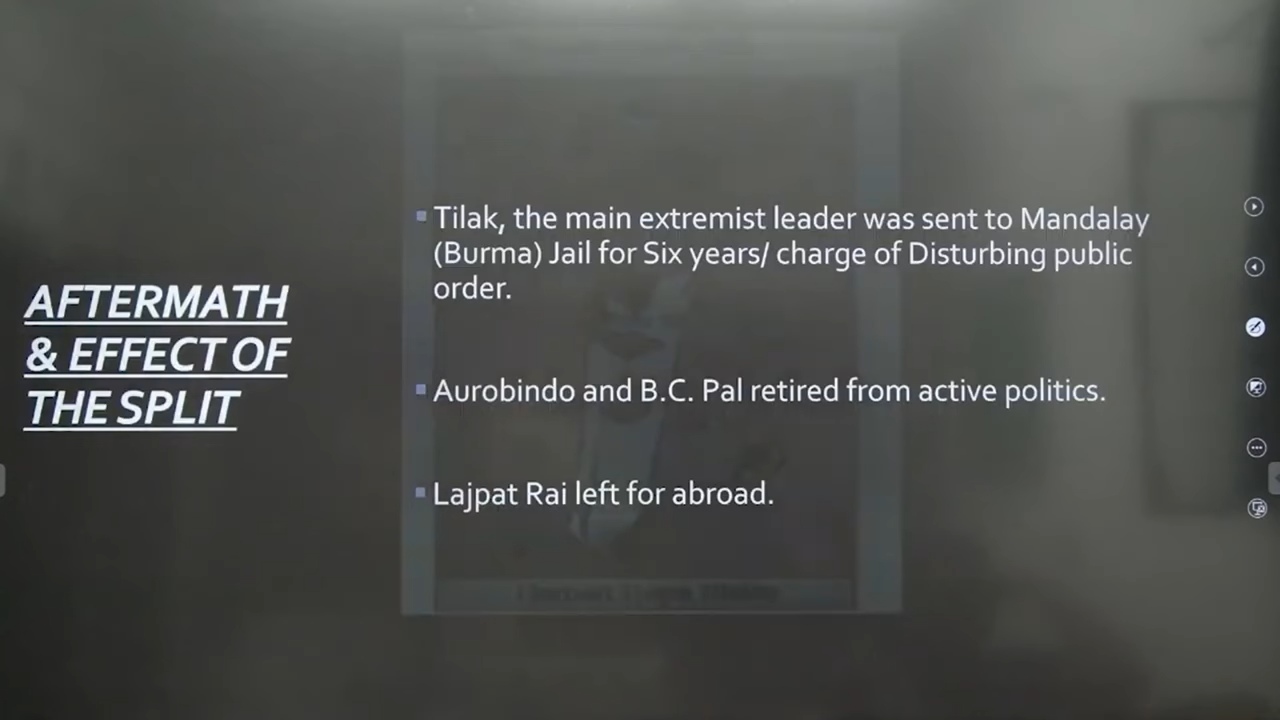 AFTERMATH
& EFFECT OF
THE SPLIT
▪ Tilak, the main extremist leader was sent to Mandalay
(Burma) Jail for Six years/ charge of Disturbing public
order.
▪ Aurobindo and B.C. Pal retired from active politics.
▪ Lajpat Rai left for abroad.